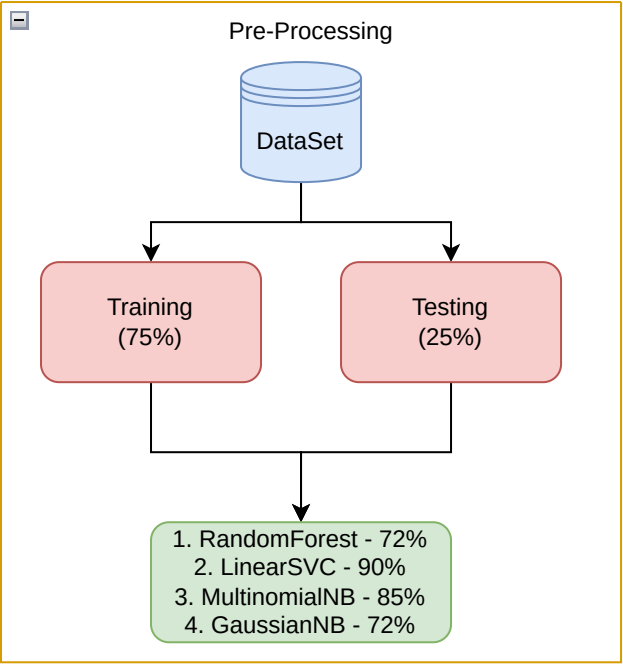 Pre-Processing
DataSet
Training
(75%)
Testing
(25%)
1. RandomForest - 72%
2. LinearSVC - 90%
3. MultinomialNB - 85%
4. GaussianNB - 72%